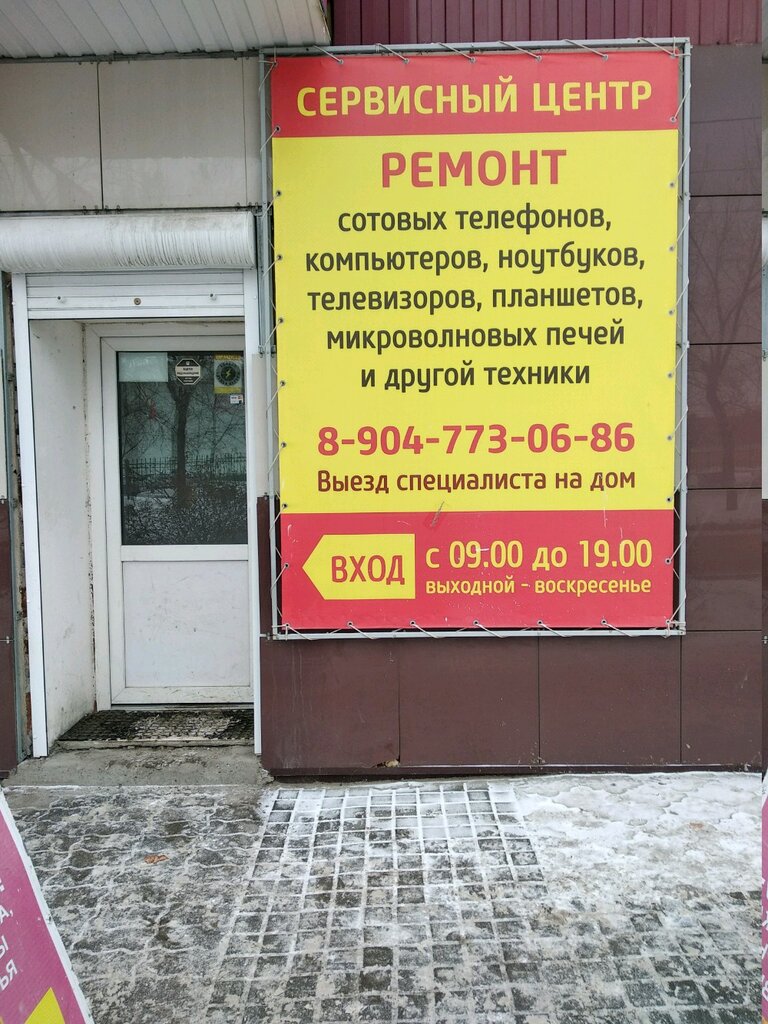 СЕРВИСНЫЙ ЦЕНТР
РЕМОНТ
сотовых телефонов,
компьютеров, ноутбуков,
телевизоров, планшетов,
микроволновых печей
и другой техники
8-904-773-06-86
Выезд специалиста на дом
ВХОД
с 09.00 до 19.00
выходной - воскресенье